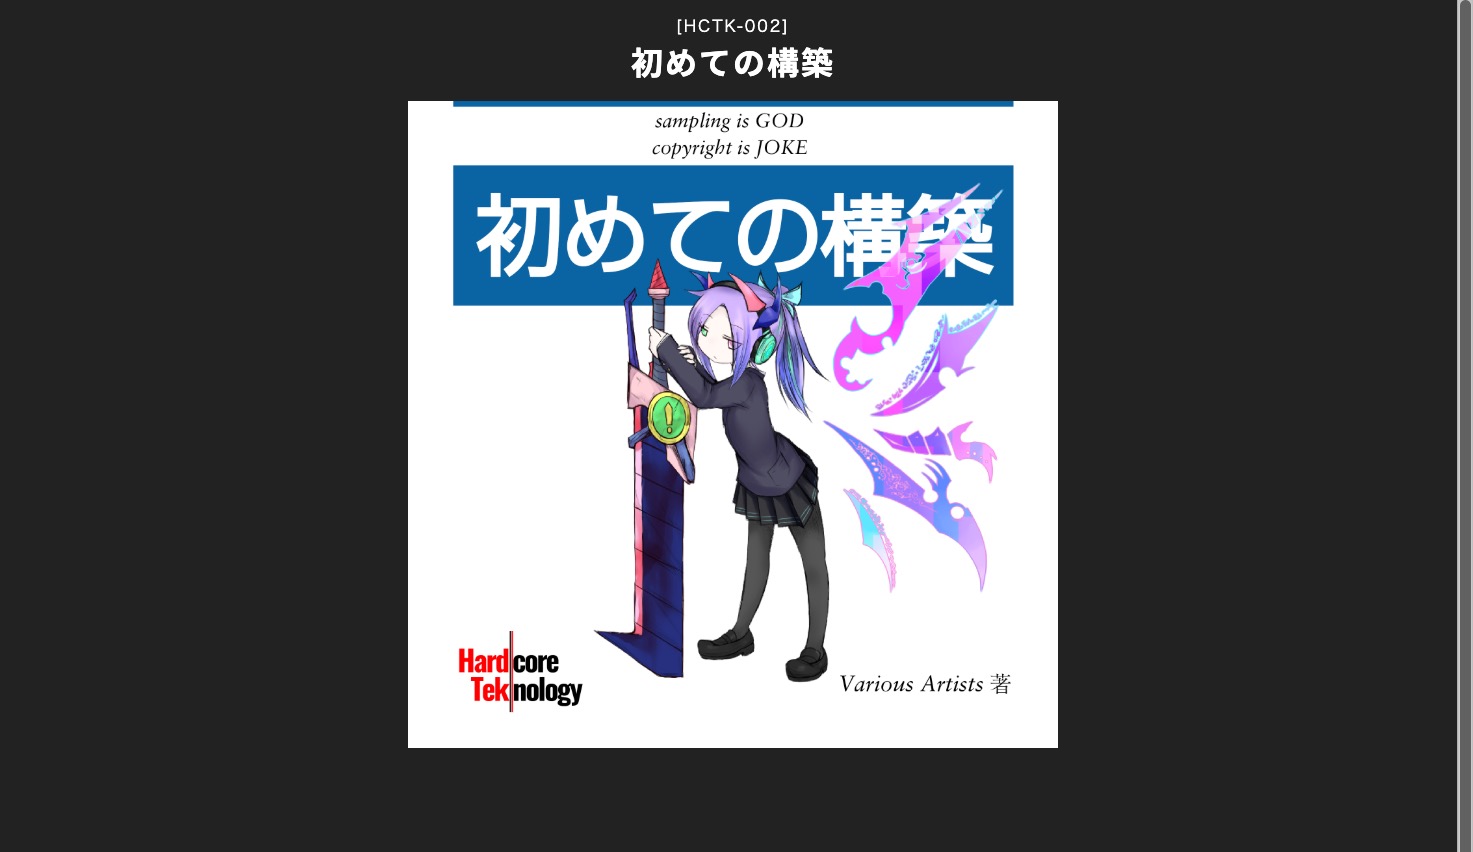 [HCTK-002]
初めての構築
sampling is GOD
copyright is JOKE
初めての構築
Hardcore
Teknology
Various Artists 著